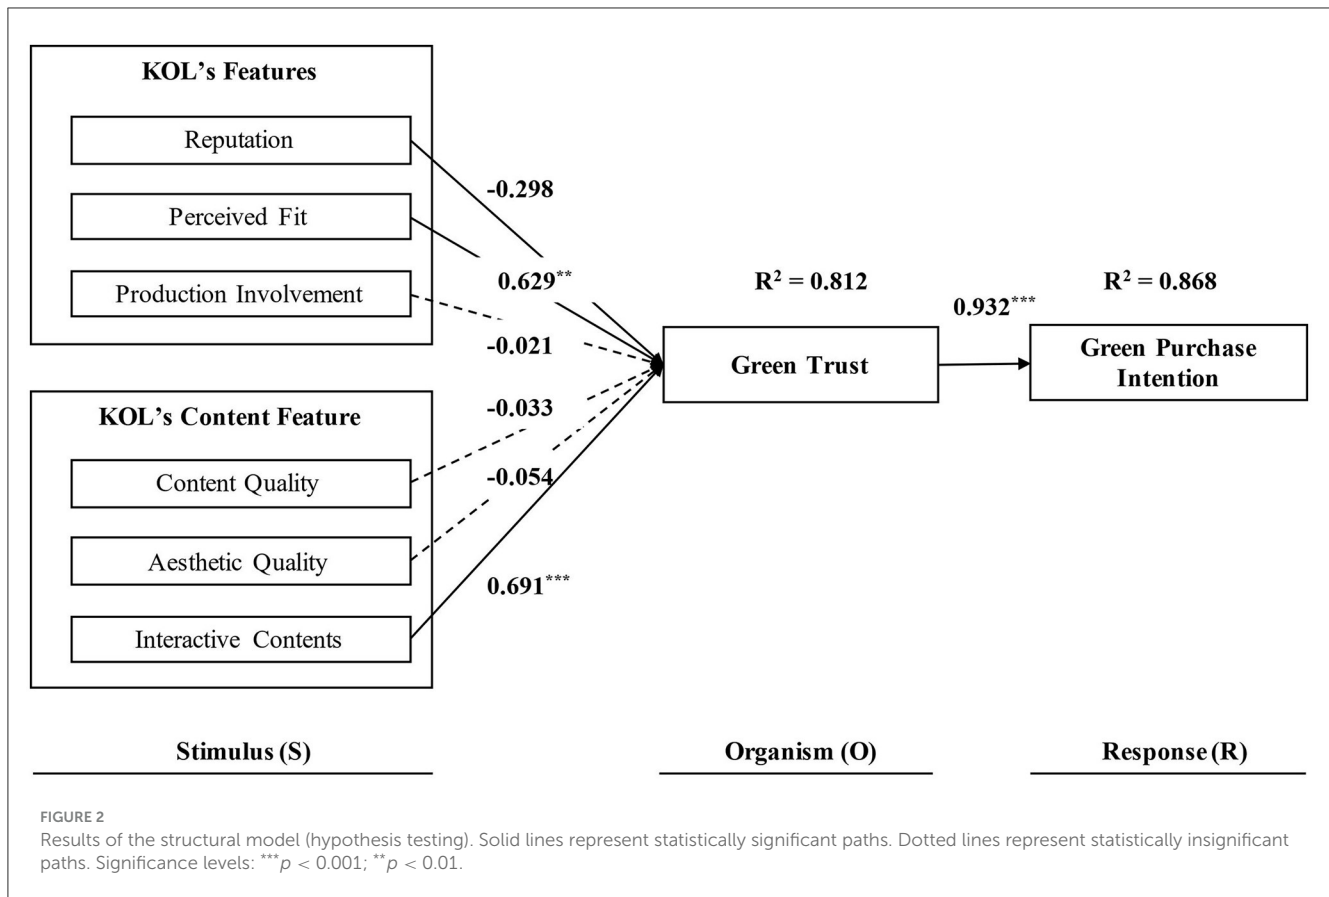 KOL's Features
Reputation
Perceived Fit
Production Involvement
-0.298
0.629**
-0.021
-0.033
-0.054
0.691***
KOL's Content Feature
Content Quality
Aesthetic Quality
Interactive Contents
R² = 0.812
Green Trust
0.932***
R² = 0.868
Green Purchase
Intention
Stimulus (S)
Organism (O)
Response (R)
FIGURE 2
Results of the structural model (hypothesis testing). Solid lines represent statistically significant paths. Dotted lines represent statistically insignificant
paths. Significance levels: ***p < 0.001; **p < 0.01.